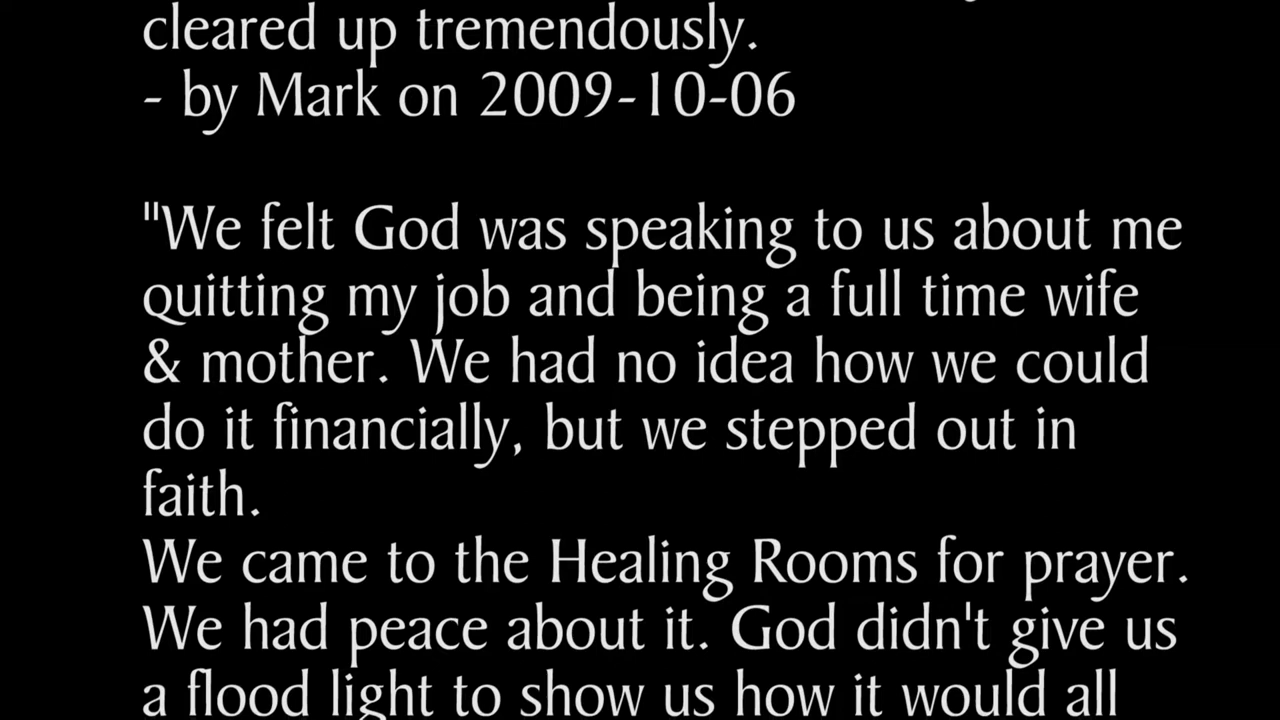 cleared up tremendously.
- by Mark on 2009-10-06
"We felt God was speaking to us about me
quitting my job and being a full time wife
& mother. We had no idea how we could
do it financially, but we stepped out in
faith.
We came to the Healing Rooms for prayer.
We had peace about it. God didn't give us
a flood light to show us how it would all